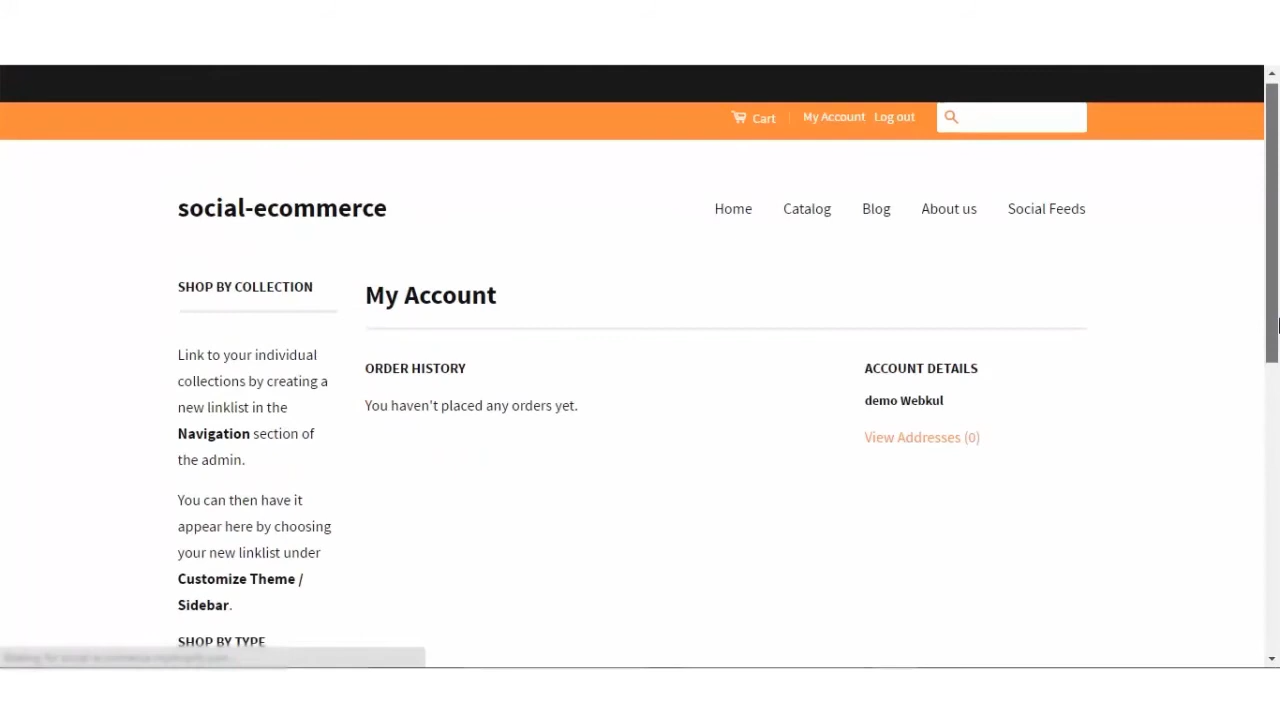 Cart My Account Log out
social-ecommerce
Home Catalog Blog About us Social Feeds
SHOP BY COLLECTION
Link to your individual
collections by creating a
new linklist in the
Navigation section of
the admin.
You can then have it
appear here by choosing
your new linklist under
Customize Theme /
Sidebar.
SHOP BY TYPE
My Account
ORDER HISTORY
You haven't placed any orders yet.
ACCOUNT DETAILS
demo Webkul
View Addresses (0)